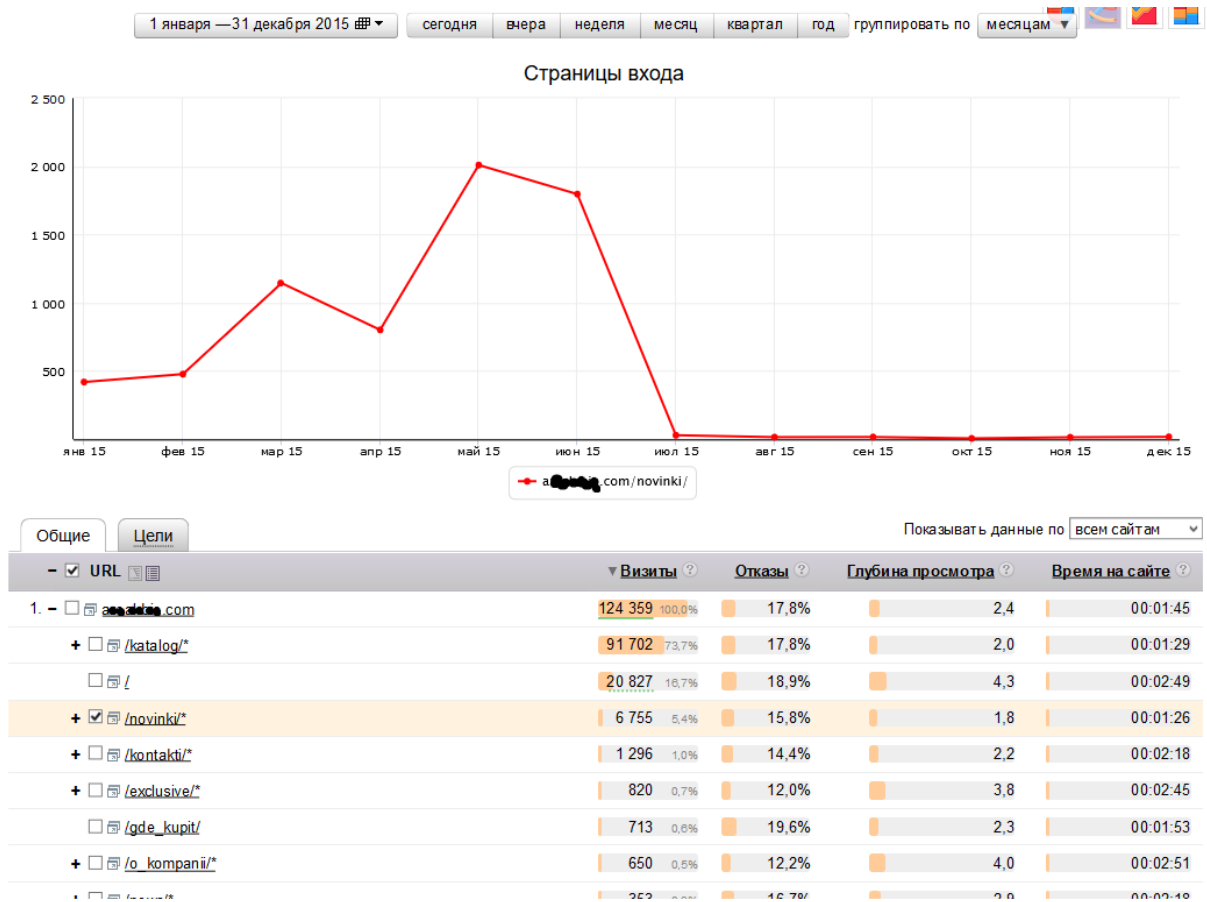 1 января —31 декабря 2015 сегодня вчера неделя месяц квартал год группировать по месяцам
Страницы входа
2 500
2 000
1 500
1 000
500
янв 15 фев 15 мар 15 апр 15 май 15 июн 15 июл 15 авг 15 сен 15 окт 15 ноя 15 дек 15
.com/novinki/
Общие Цели Показывать данные по всем сайтам
URL Визиты ? Отказы ? Глубина просмотра ? Время на сайте ?
1. .com 124 359 100,0% 17,8% 2,4 00:01:45
/katalog/* 91 702 73,7% 17,8% 2,0 00:01:29
/ 20 827 16,7% 18,9% 4,3 00:02:49
/novinki/* 6 755 5,4% 15,8% 1,8 00:01:26
/kontakti/* 1 296 1,0% 14,4% 2,2 00:02:18
/exclusive/* 820 0,7% 12,0% 3,8 00:02:45
/gde_kupit/ 713 0,6% 19,6% 2,3 00:01:53
/o_kompanii/* 650 0,5% 12,2% 4,0 00:02:51
353 16,7% 2,9 00:02:18